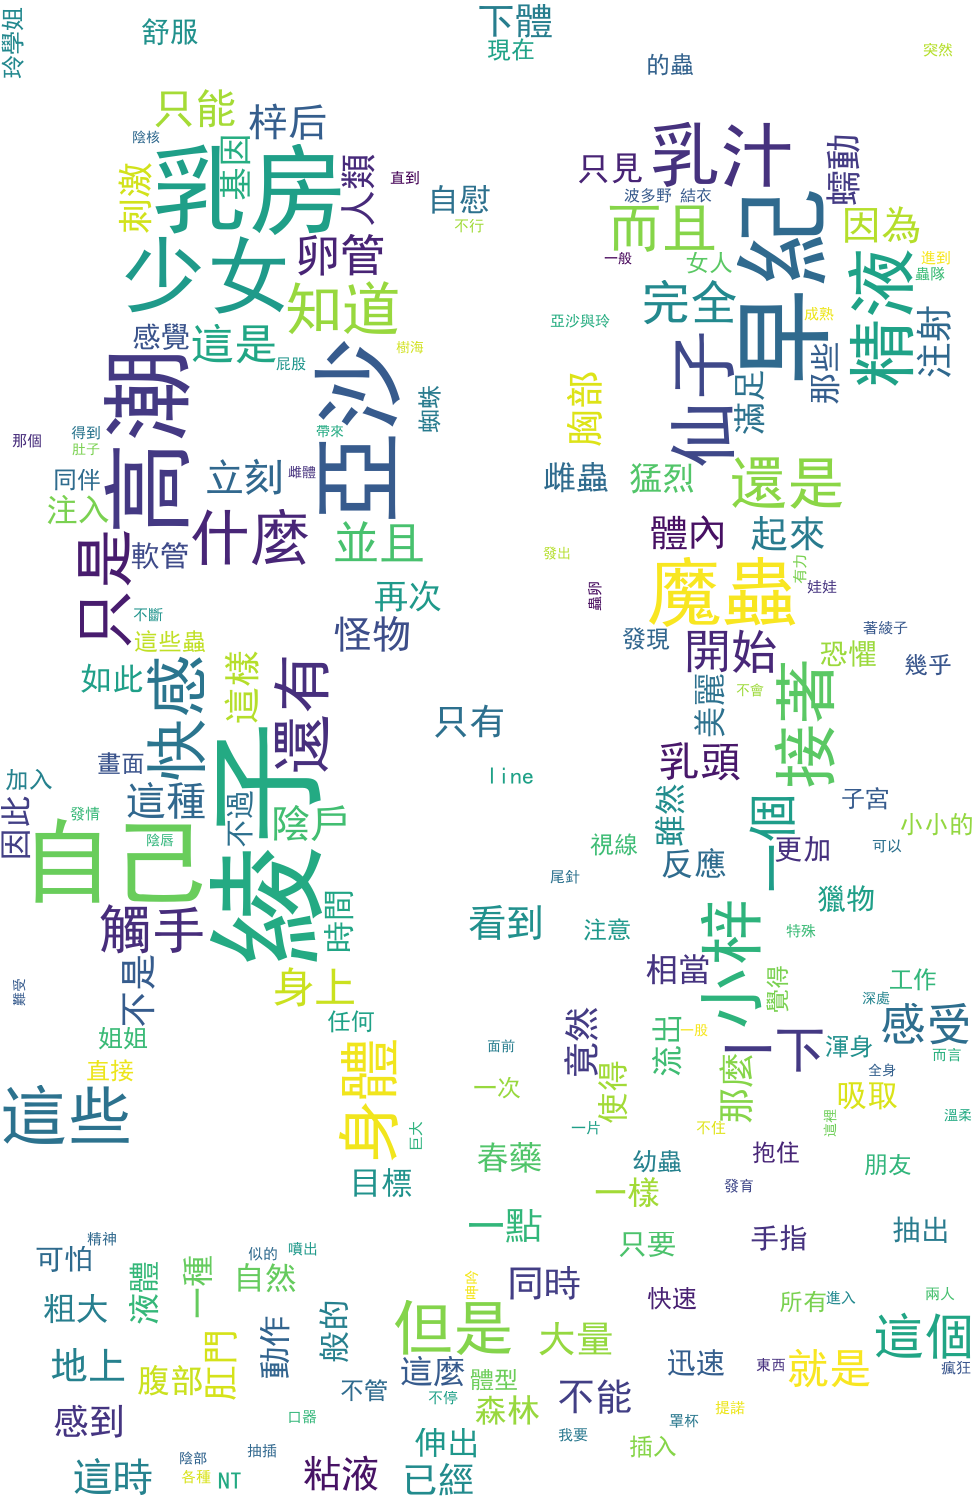 玲學姐
舒服
下體
現在
的蟲
突然
只能
梓后
陰核
基因
刺激
乳房
人類
直到
自慰
不行
少女
卵管
知道
感覺
這是
屁股
樹海
高潮
亞沙
帶來
蜘蛛
那個
得到
肚子
同伴
注入
立刻
雌體
什麼
並且
軟管
只是
不斷
這些蟲
再次
怪物
如此
快感
這樣
還有
只見
乳汁
蠕動
波多野 結衣
而且
一般
女人
因為
進到
蟲隊
早紀
精液
完全
亞沙與玲
成熟
注射
那些
仙子
滿足
胸部
雌蟲
猛烈
還是
體內
起來
發出
有力
蟲卵
魔蟲
娃娃
發現
開始
著綾子
恐懼
幾乎
美麗
不會
接著
乳頭
只有
line
畫面
加入
這種
因此
發情
不過
陰戶
綾子
自己
陰唇
觸手
時間
不是
難受
身上
姐姐
任何
直接
這些
身體
巨大
目標
子宮
一個
雖然
小小的
視線
反應
更加
可以
尾針
獵物
看到
注意
小梓
特殊
相當
覺得
工作
深處
感受
一般
流出
竟然
一下
渾身
而言
面前
全身
一次
使得
那麼
吸取
這裡
溫柔
一片
不住
春藥
幼蟲
抱住
朋友
一樣
發育
一點
只要
手指
抽出
精神
可怕
似的
噴出
液體
一種
自然
呻吟
同時
快速
所有
進入
兩人
粗大
動作
般的
但是
大量
這個
地上
腹部
肛門
這麼
體型
迅速
東西
就是
瘋狂
不管
不停
不能
提諾
感到
口器
森林
罩杯
我要
抽插
伸出
插入
陰部
這時
各種
NT
粘液
已經